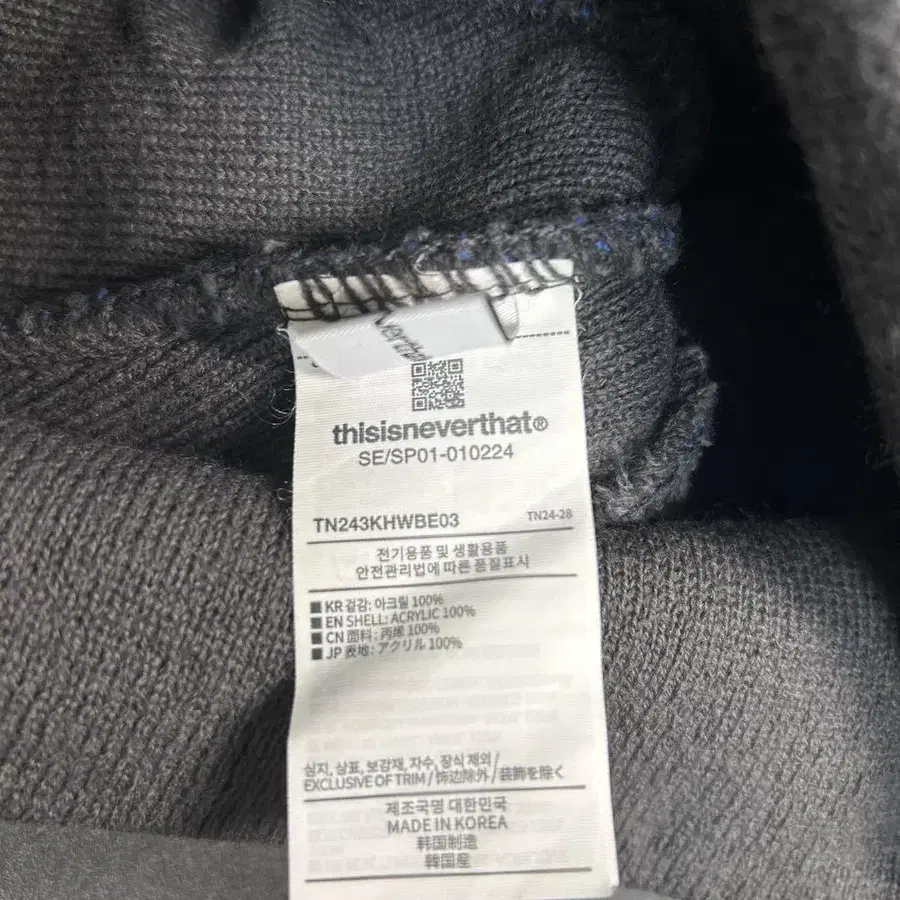 verthat
thisisneverthat®
SE/SP01-010224
TN243KHWBE03 TN24-28
전기용품 및 생활용품
안전관리법에 따른 품질표시
KR 겉감: 아크릴 100%
EN SHELL: ACRYLIC 100%
CN 面料: 丙烯 100%
JP 表地: アクリル 100%
심지, 상표, 보강재, 자수, 장식 제외 /
EXCLUSIVE OF TRIM / 饰边除外 / 装飾を除く
제조국명 대한민국
MADE IN KOREA
韩国制造
韓国産